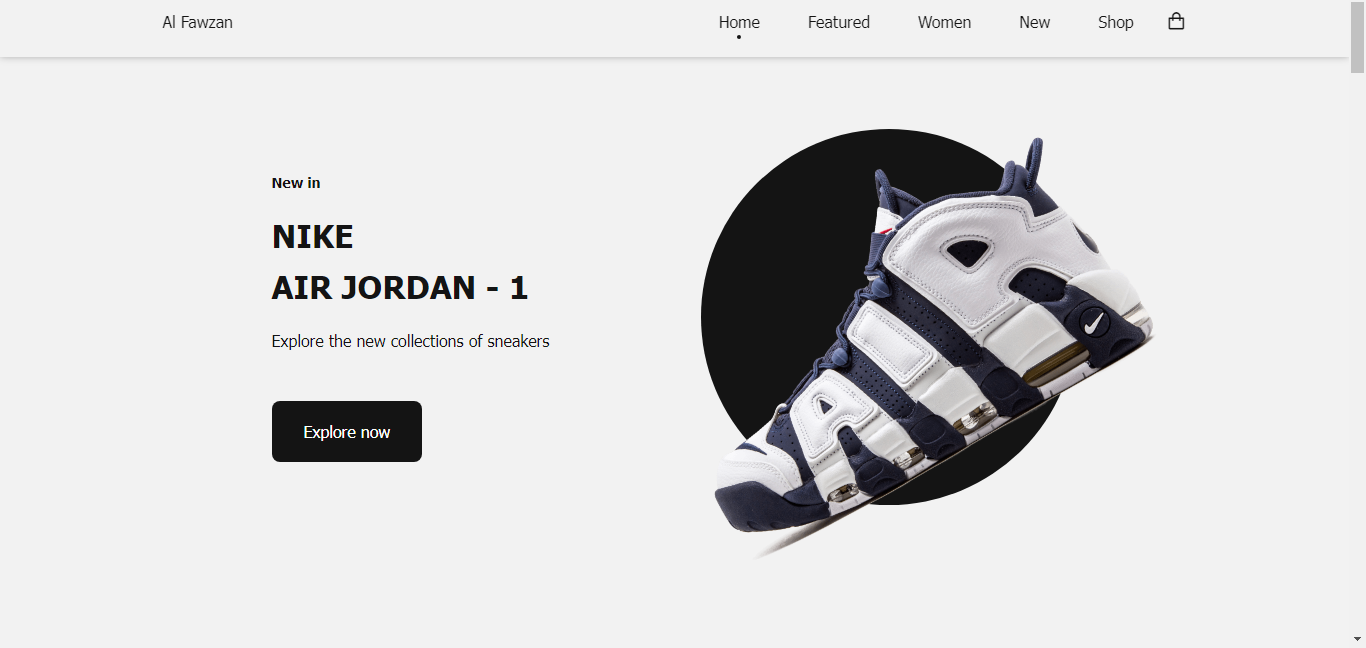 Al Fawzan
Home Featured Women New Shop
New in
NIKE
AIR JORDAN - 1
Explore the new collections of sneakers
Explore now